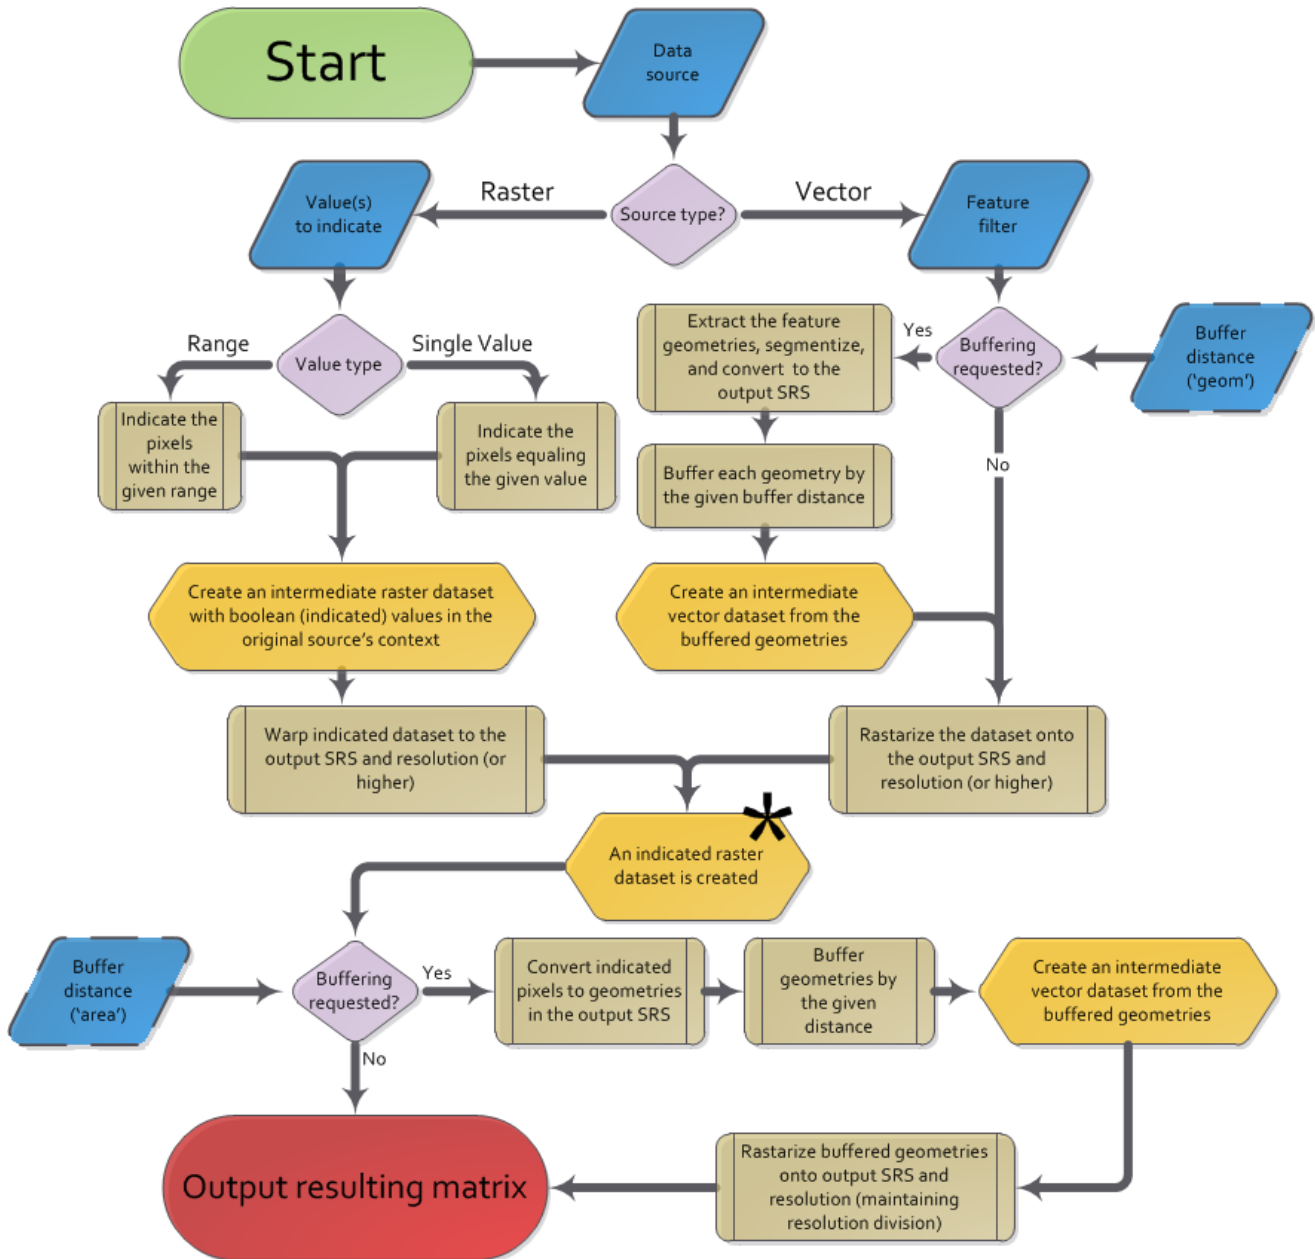 Start
Data
source
Raster
Source type?
Vector
Value(s)
to indicate
Feature
filter
Range
Value type
Single Value
Extract the feature
geometries, segmentize,
and convert to the
output SRS
Yes
Buffering
requested?
Buffer
distance
('geom')
Indicate the
pixels
within the
given range
Indicate the
pixels equaling
the given value
Buffer each geometry by
the given buffer distance
No
Create an intermediate raster dataset
with boolean (indicated) values in the
original source's context
Create an intermediate
vector dataset from the
buffered geometries
Warp indicated dataset to the
output SRS and resolution (or
higher)
Rastarize the dataset onto
the output SRS and
resolution (or higher)
*
An indicated raster
dataset is created
Buffer
distance
('area')
Buffering
requested?
Yes
Convert indicated
pixels to geometries
in the output SRS
Buffer
geometries by
the given
distance
Create an intermediate
vector dataset from the
buffered geometries
No
Output resulting matrix
Rastarize buffered geometries
onto output SRS and
resolution (maintaining
resolution division)